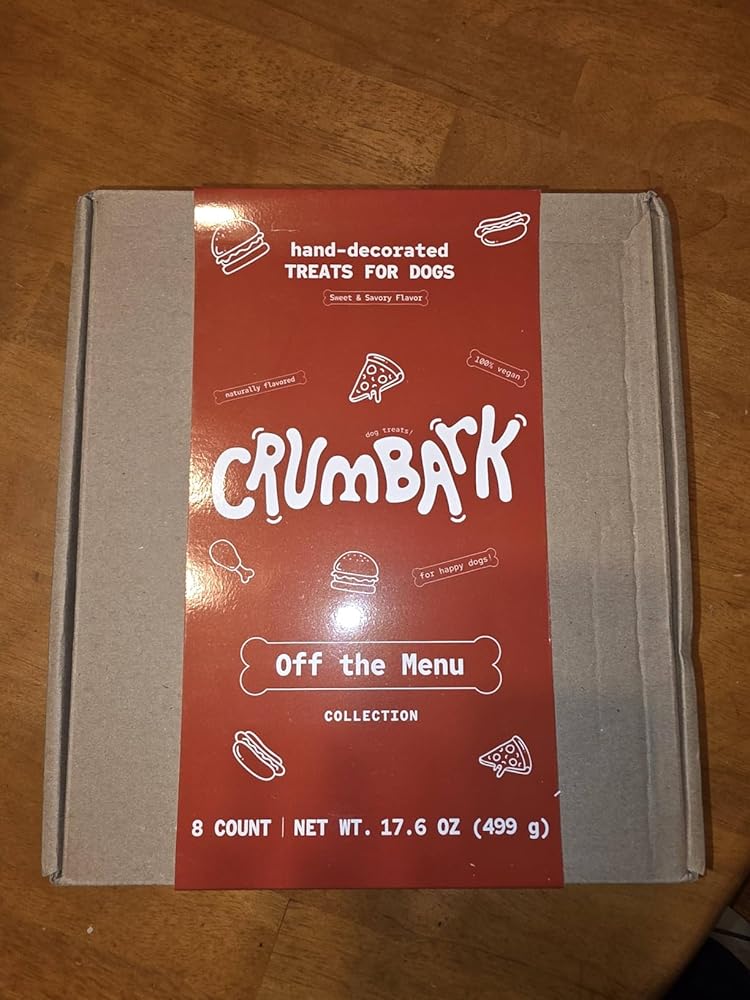 hand-decorated
TREATS FOR DOGS
Sweet & Savory Flavor
100% vegan
naturally flavored
dog treats!
CRUMBArK
for happy dogs!
Off the Menu
COLLECTION
8 COUNT | NET WT. 17.6 OZ (499 g)